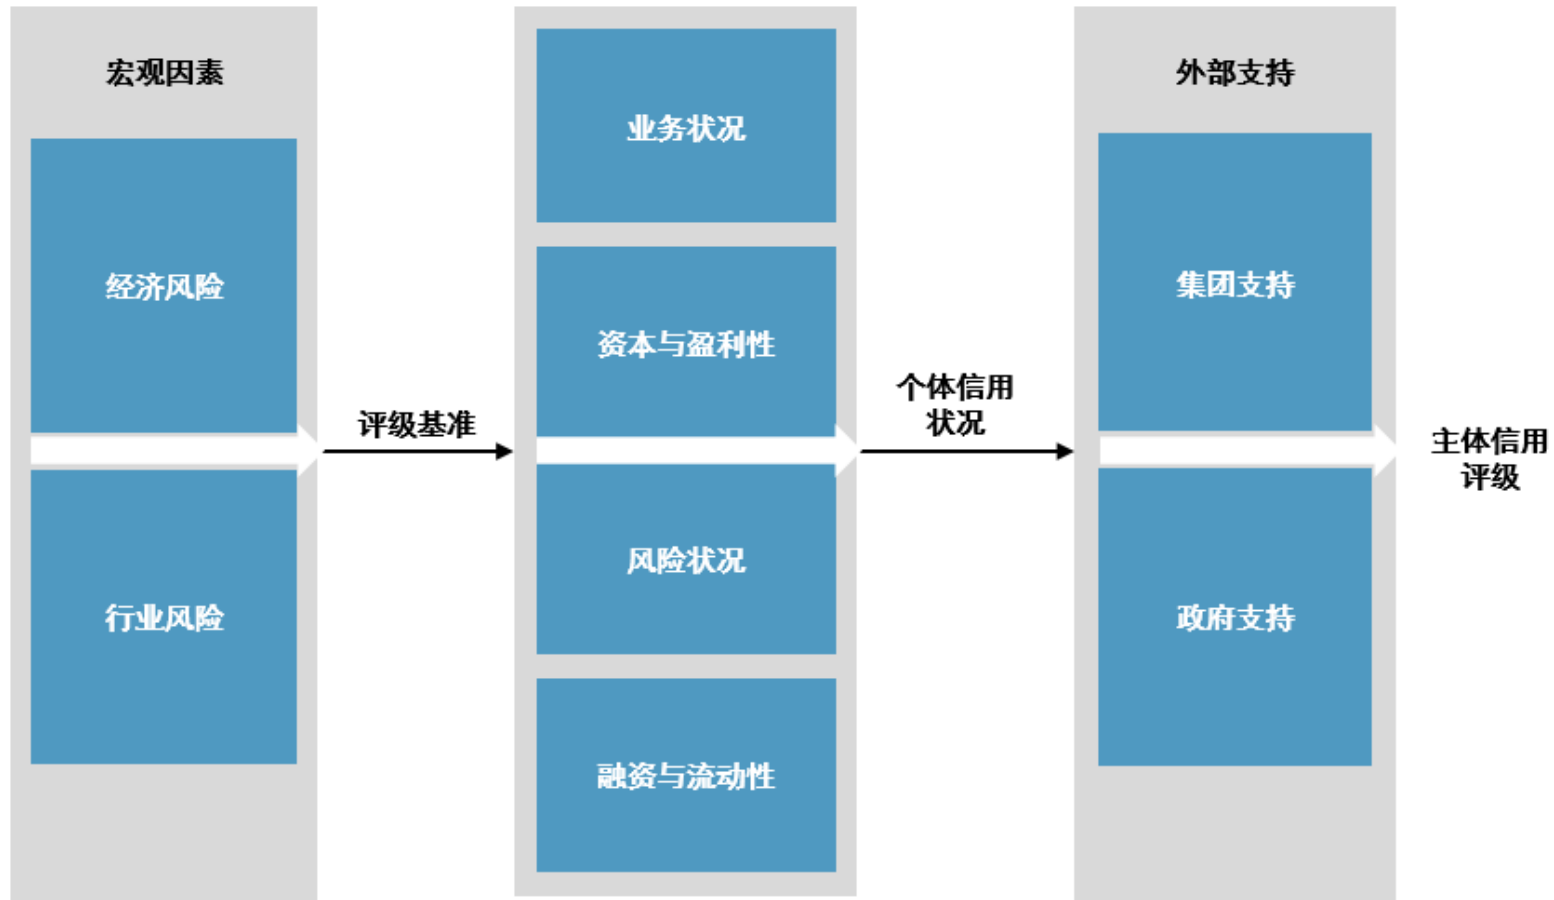 宏观因素
经济风险
行业风险
评级基准
业务状况
资本与盈利性
风险状况
融资与流动性
个体信用
状况
外部支持
集团支持
政府支持
主体信用
评级